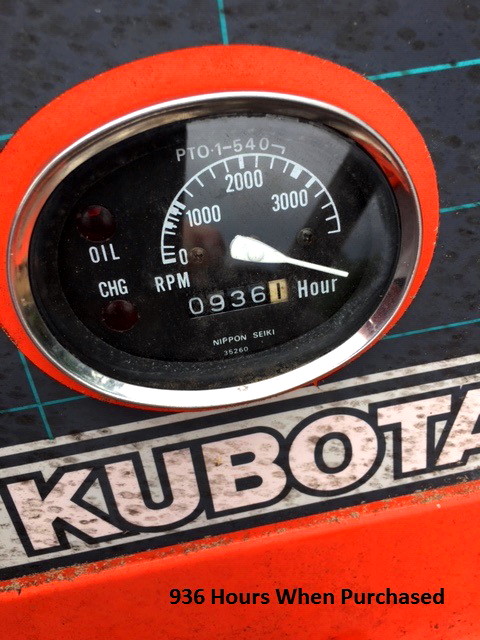 PTO·1-540
2000
1000
3000
0
OIL
CHG
RPM
09361 Hour
NIPPON SEIKI
35260
KUBOTA
936 Hours When Purchased